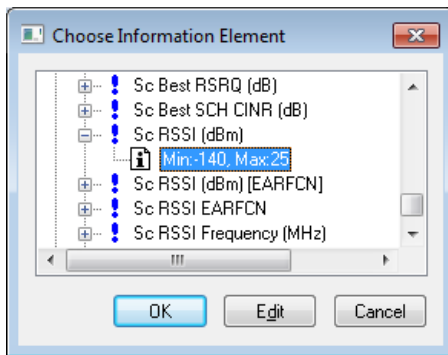 Choose Information Element
Sc Best RSRQ (dB)
Sc Best SCH CINR (dB)
Sc RSSI (dBm)
Min:-140, Max:25
Sc RSSI (dBm) [EARFCN]
Sc RSSI EARFCN
Sc RSSI Frequency (MHz)
OK Edit Cancel